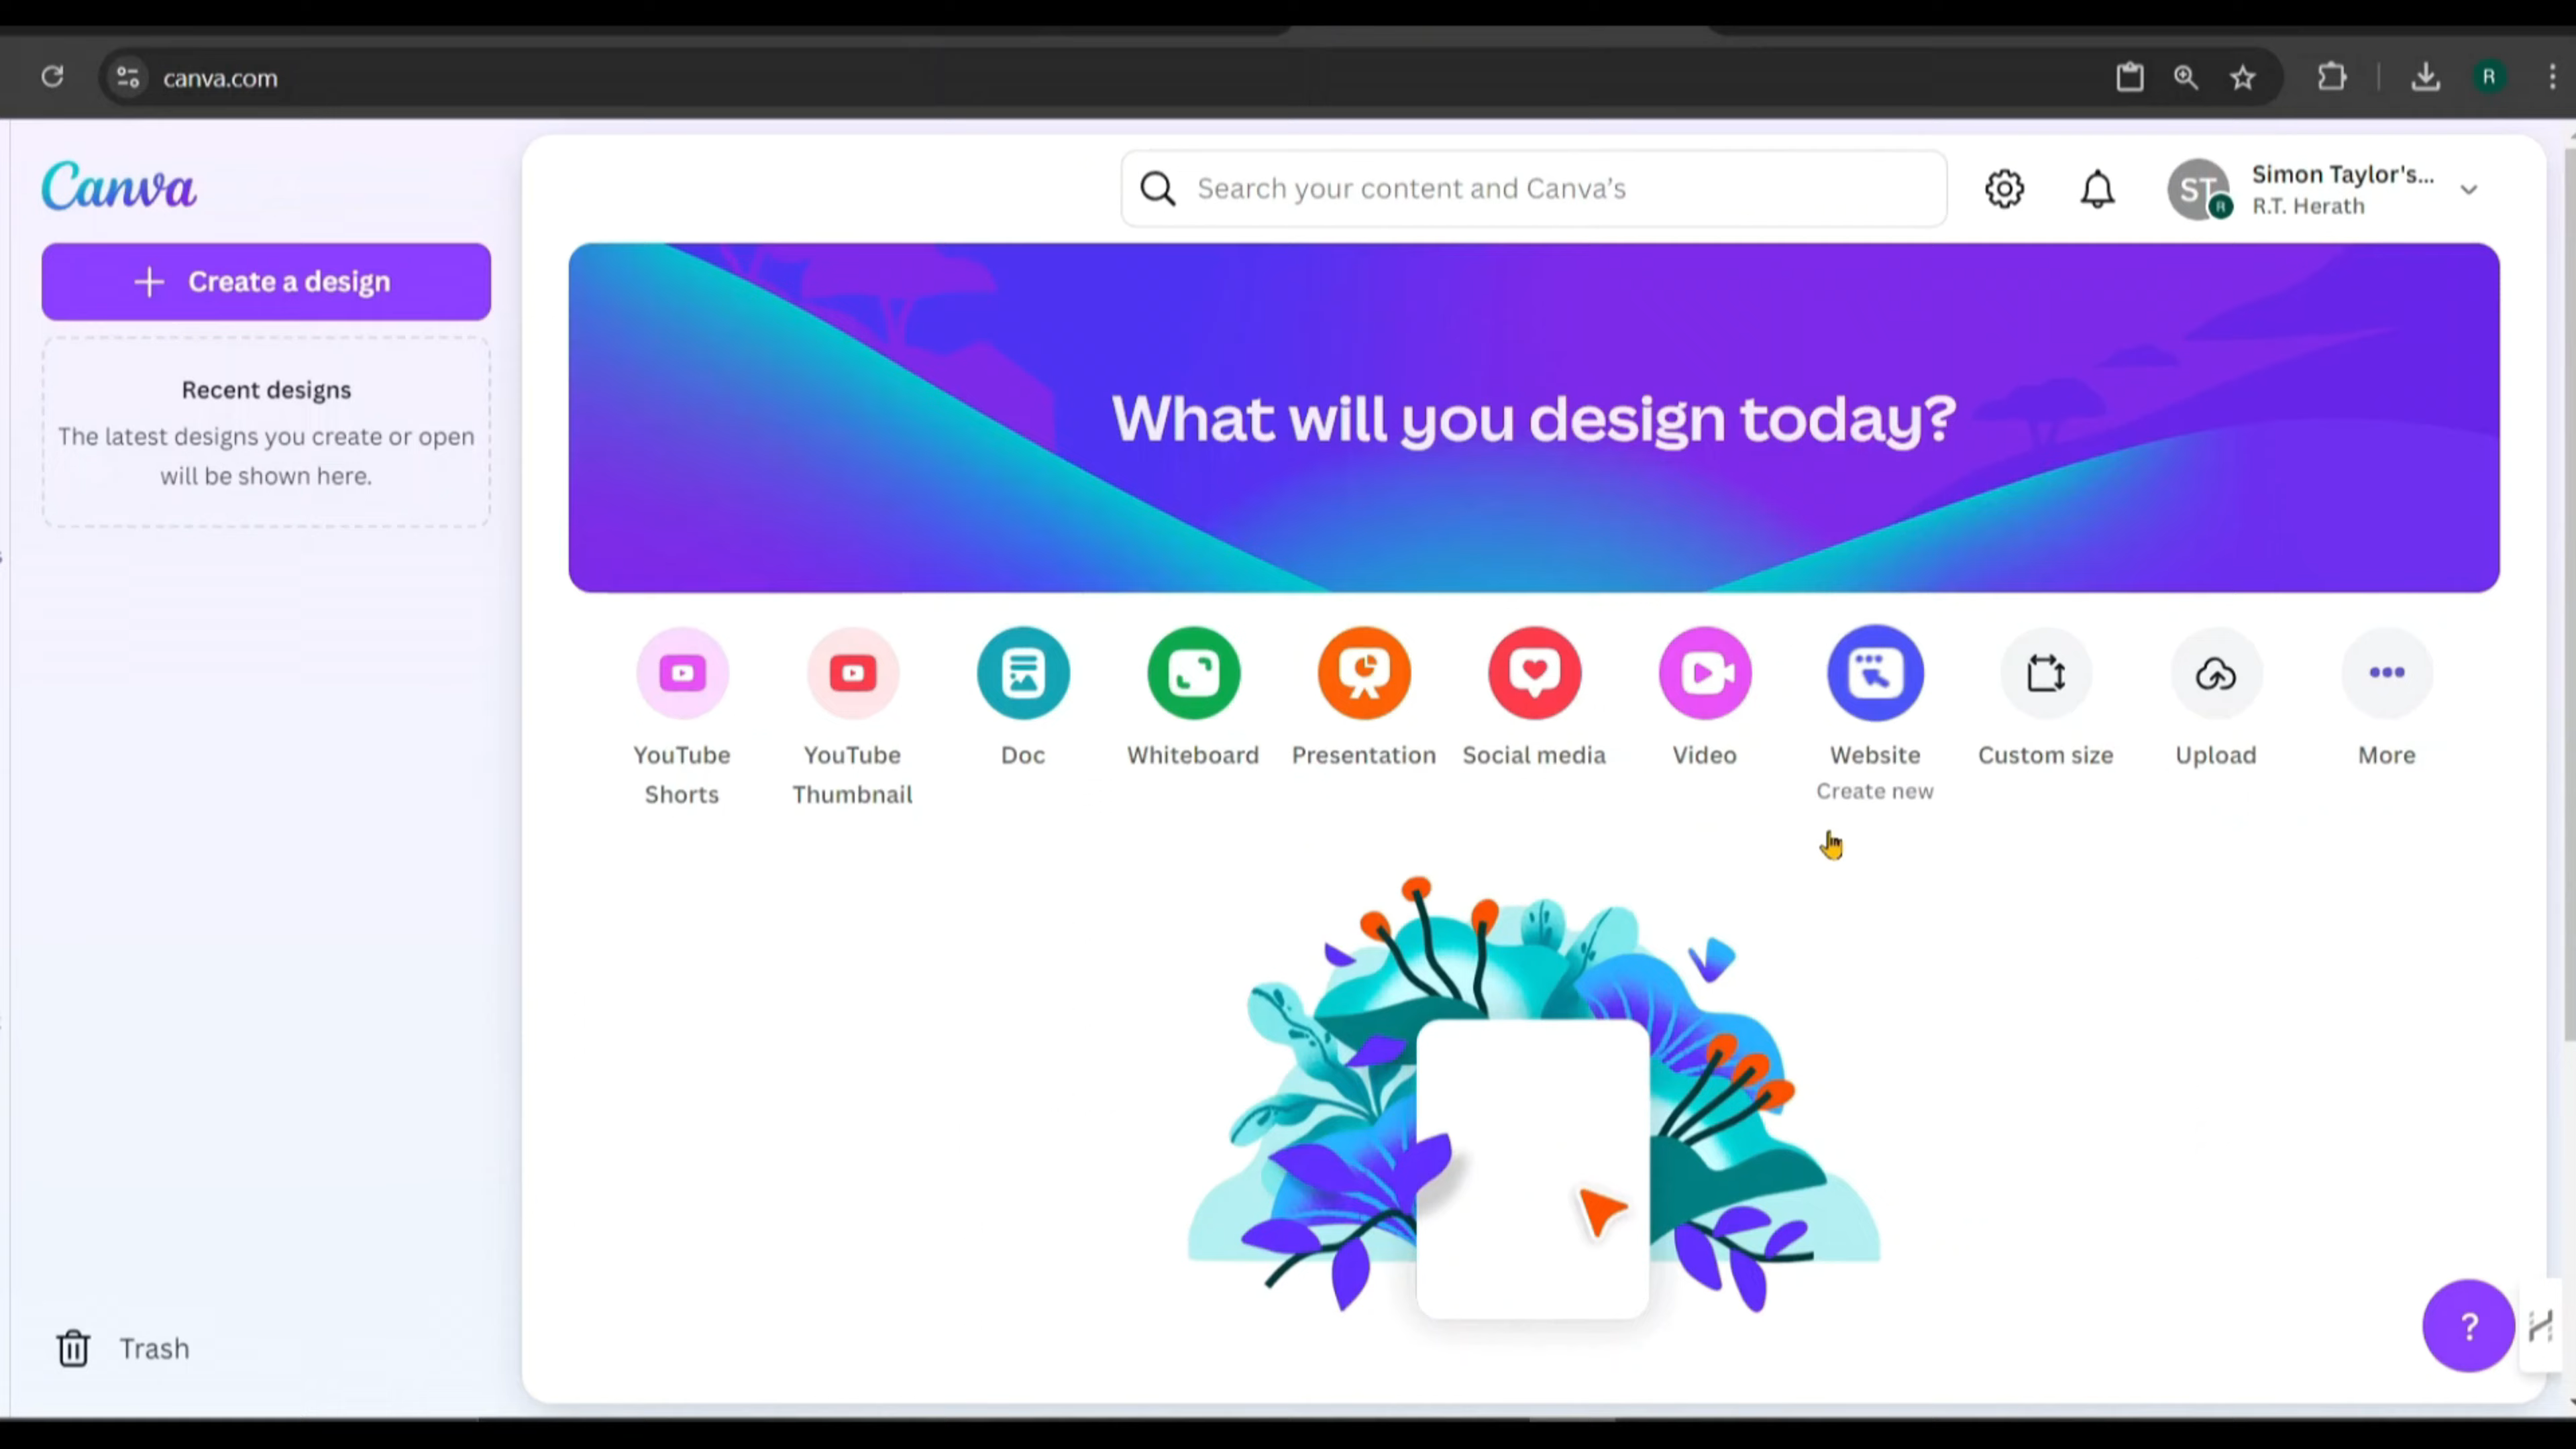 canva.com
R
Canva
Search your content and Canva's
ST
R
Simon Taylor's...
R.T. Herath
+ Create a design
Recent designs
The latest designs you create or open
will be shown here.
What will you design today?
YouTube
Shorts
YouTube
Thumbnail
Doc
Whiteboard
Presentation
Social media
Video
Website
Create new
Custom size
Upload
More
Trash
?